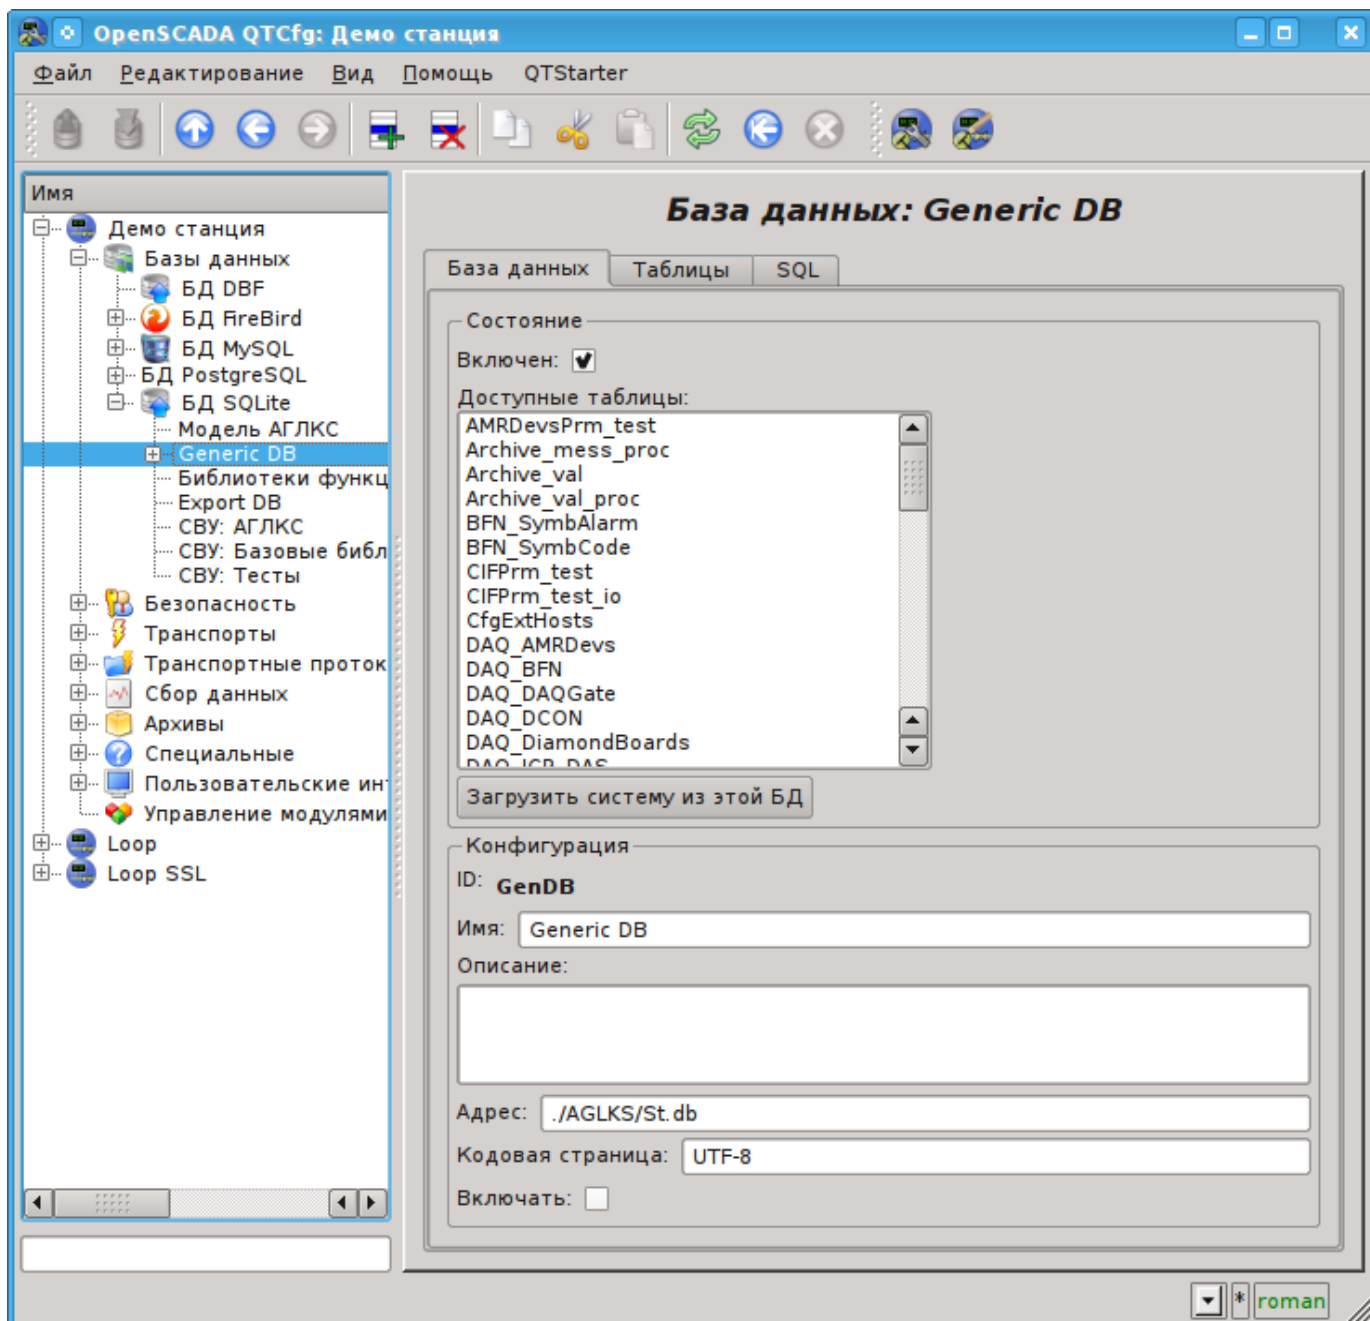 OpenSCADA QTCfg: Демо станция
Файл Редактирование Вид Помощь QTStarter
Имя
Демо станция
Базы данных
БД DBF
БД FireBird
БД MySQL
БД PostgreSQL
БД SQLite
Модель АГЛКС
Generic DB
Библиотеки функц
Export DB
СВУ: АГЛКС
СВУ: Базовые библ
СВУ: Тесты
Безопасность
Транспорты
Транспортные проток
Сбор данных
Архивы
Специальные
Пользовательские ин
Управление модулями
Loop
Loop SSL
База данных: Generic DB
База данных Таблицы SQL
Состояние
Включен:
Доступные таблицы:
AMRDevsPrm_test
Archive_mess_proc
Archive_val
Archive_val_proc
BFN_SymbAlarm
BFN_SymbCode
CIFPrm_test
CIFPrm_test_io
CfgExtHosts
DAQ_AMRDevs
DAQ_BFN
DAQ_DAQGate
DAQ_DCON
DAQ_DiamondBoards
DAQ_ICP_DAS
Загрузить систему из этой БД
Конфигурация
ID: GenDB
Имя: Generic DB
Описание:
Адрес: ./AGLKS/St.db
Кодовая страница: UTF-8
Включать:
* roman